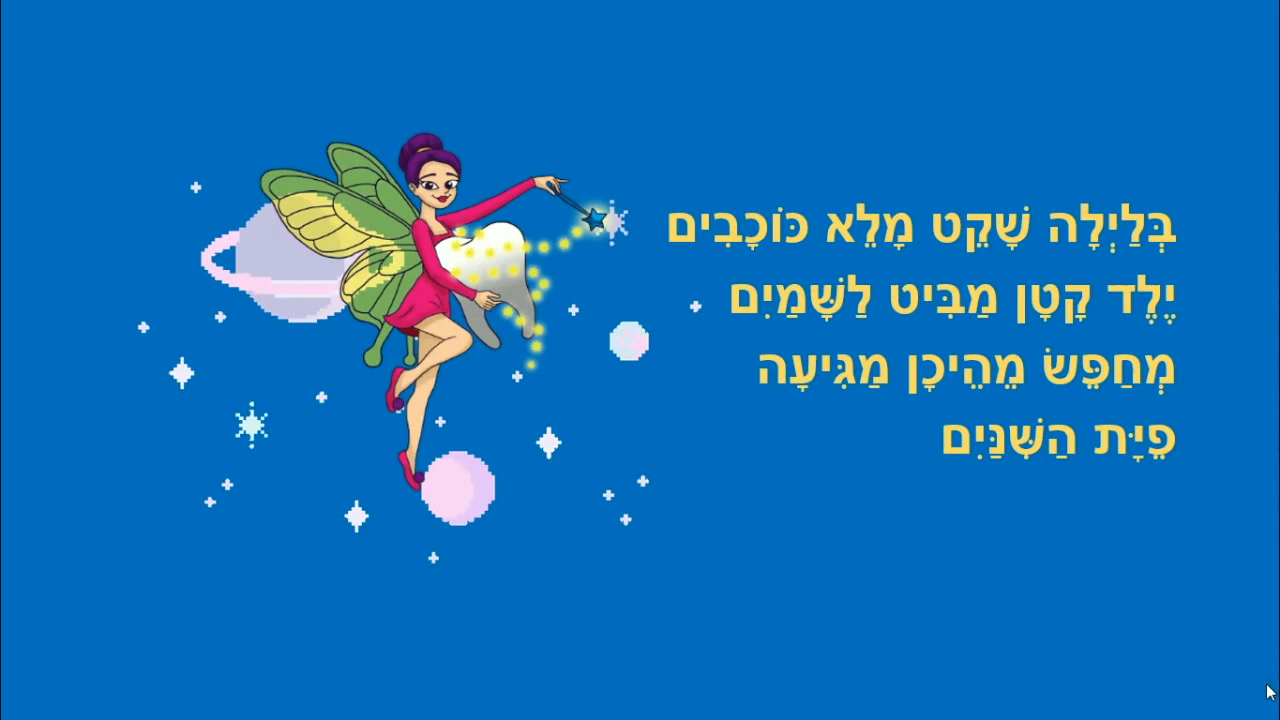 בְּלַיְלָה שָׁקֵט מָלֵא כּוֹכָבִים
יֶלֶד קָטָן מַבִּיט לַשָּׁמַיִם
מְחַפֵּשׂ מֵהֵיכָן מַגִּיעָה
פֵיָּת הַשִּׁנַּיִם